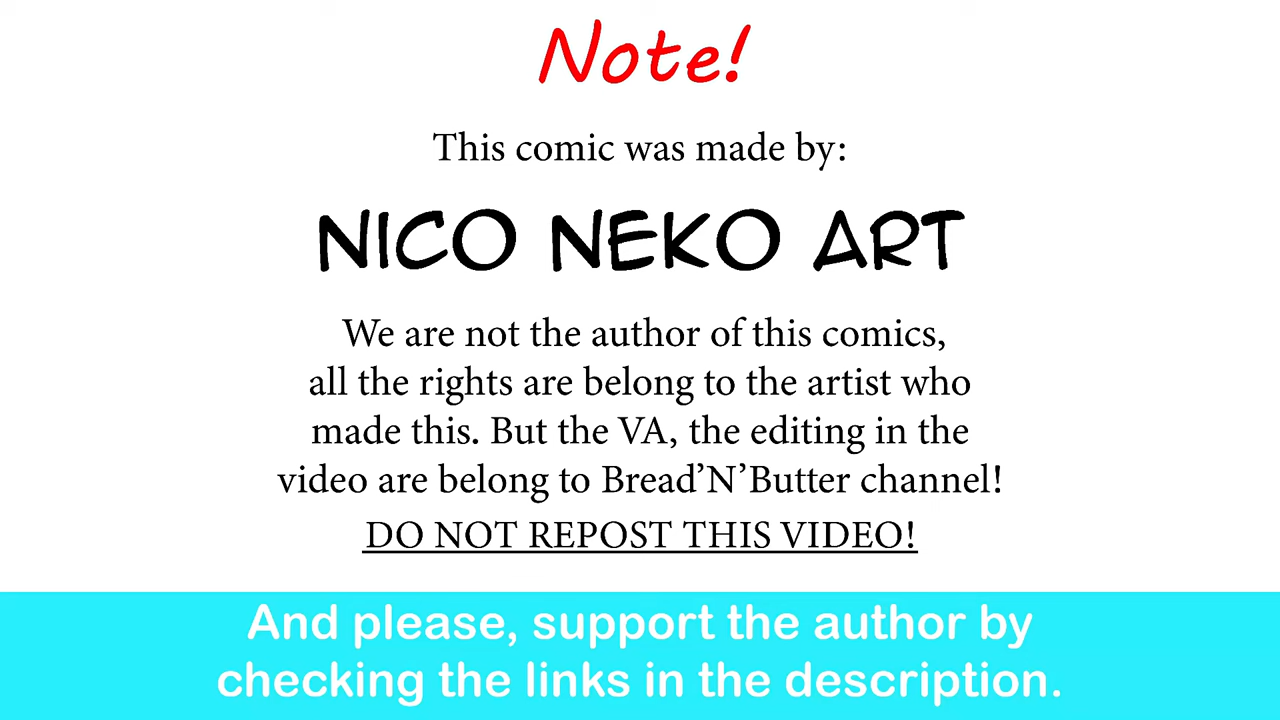 Note!
This comic was made by:
NICO NEKO ART
We are not the author of this comics,
all the rights are belong to the artist who
made this. But the VA, the editing in the
video are belong to Bread’N’Butter channel!
DO NOT REPOST THIS VIDEO!
And please, support the author by
checking the links in the description.